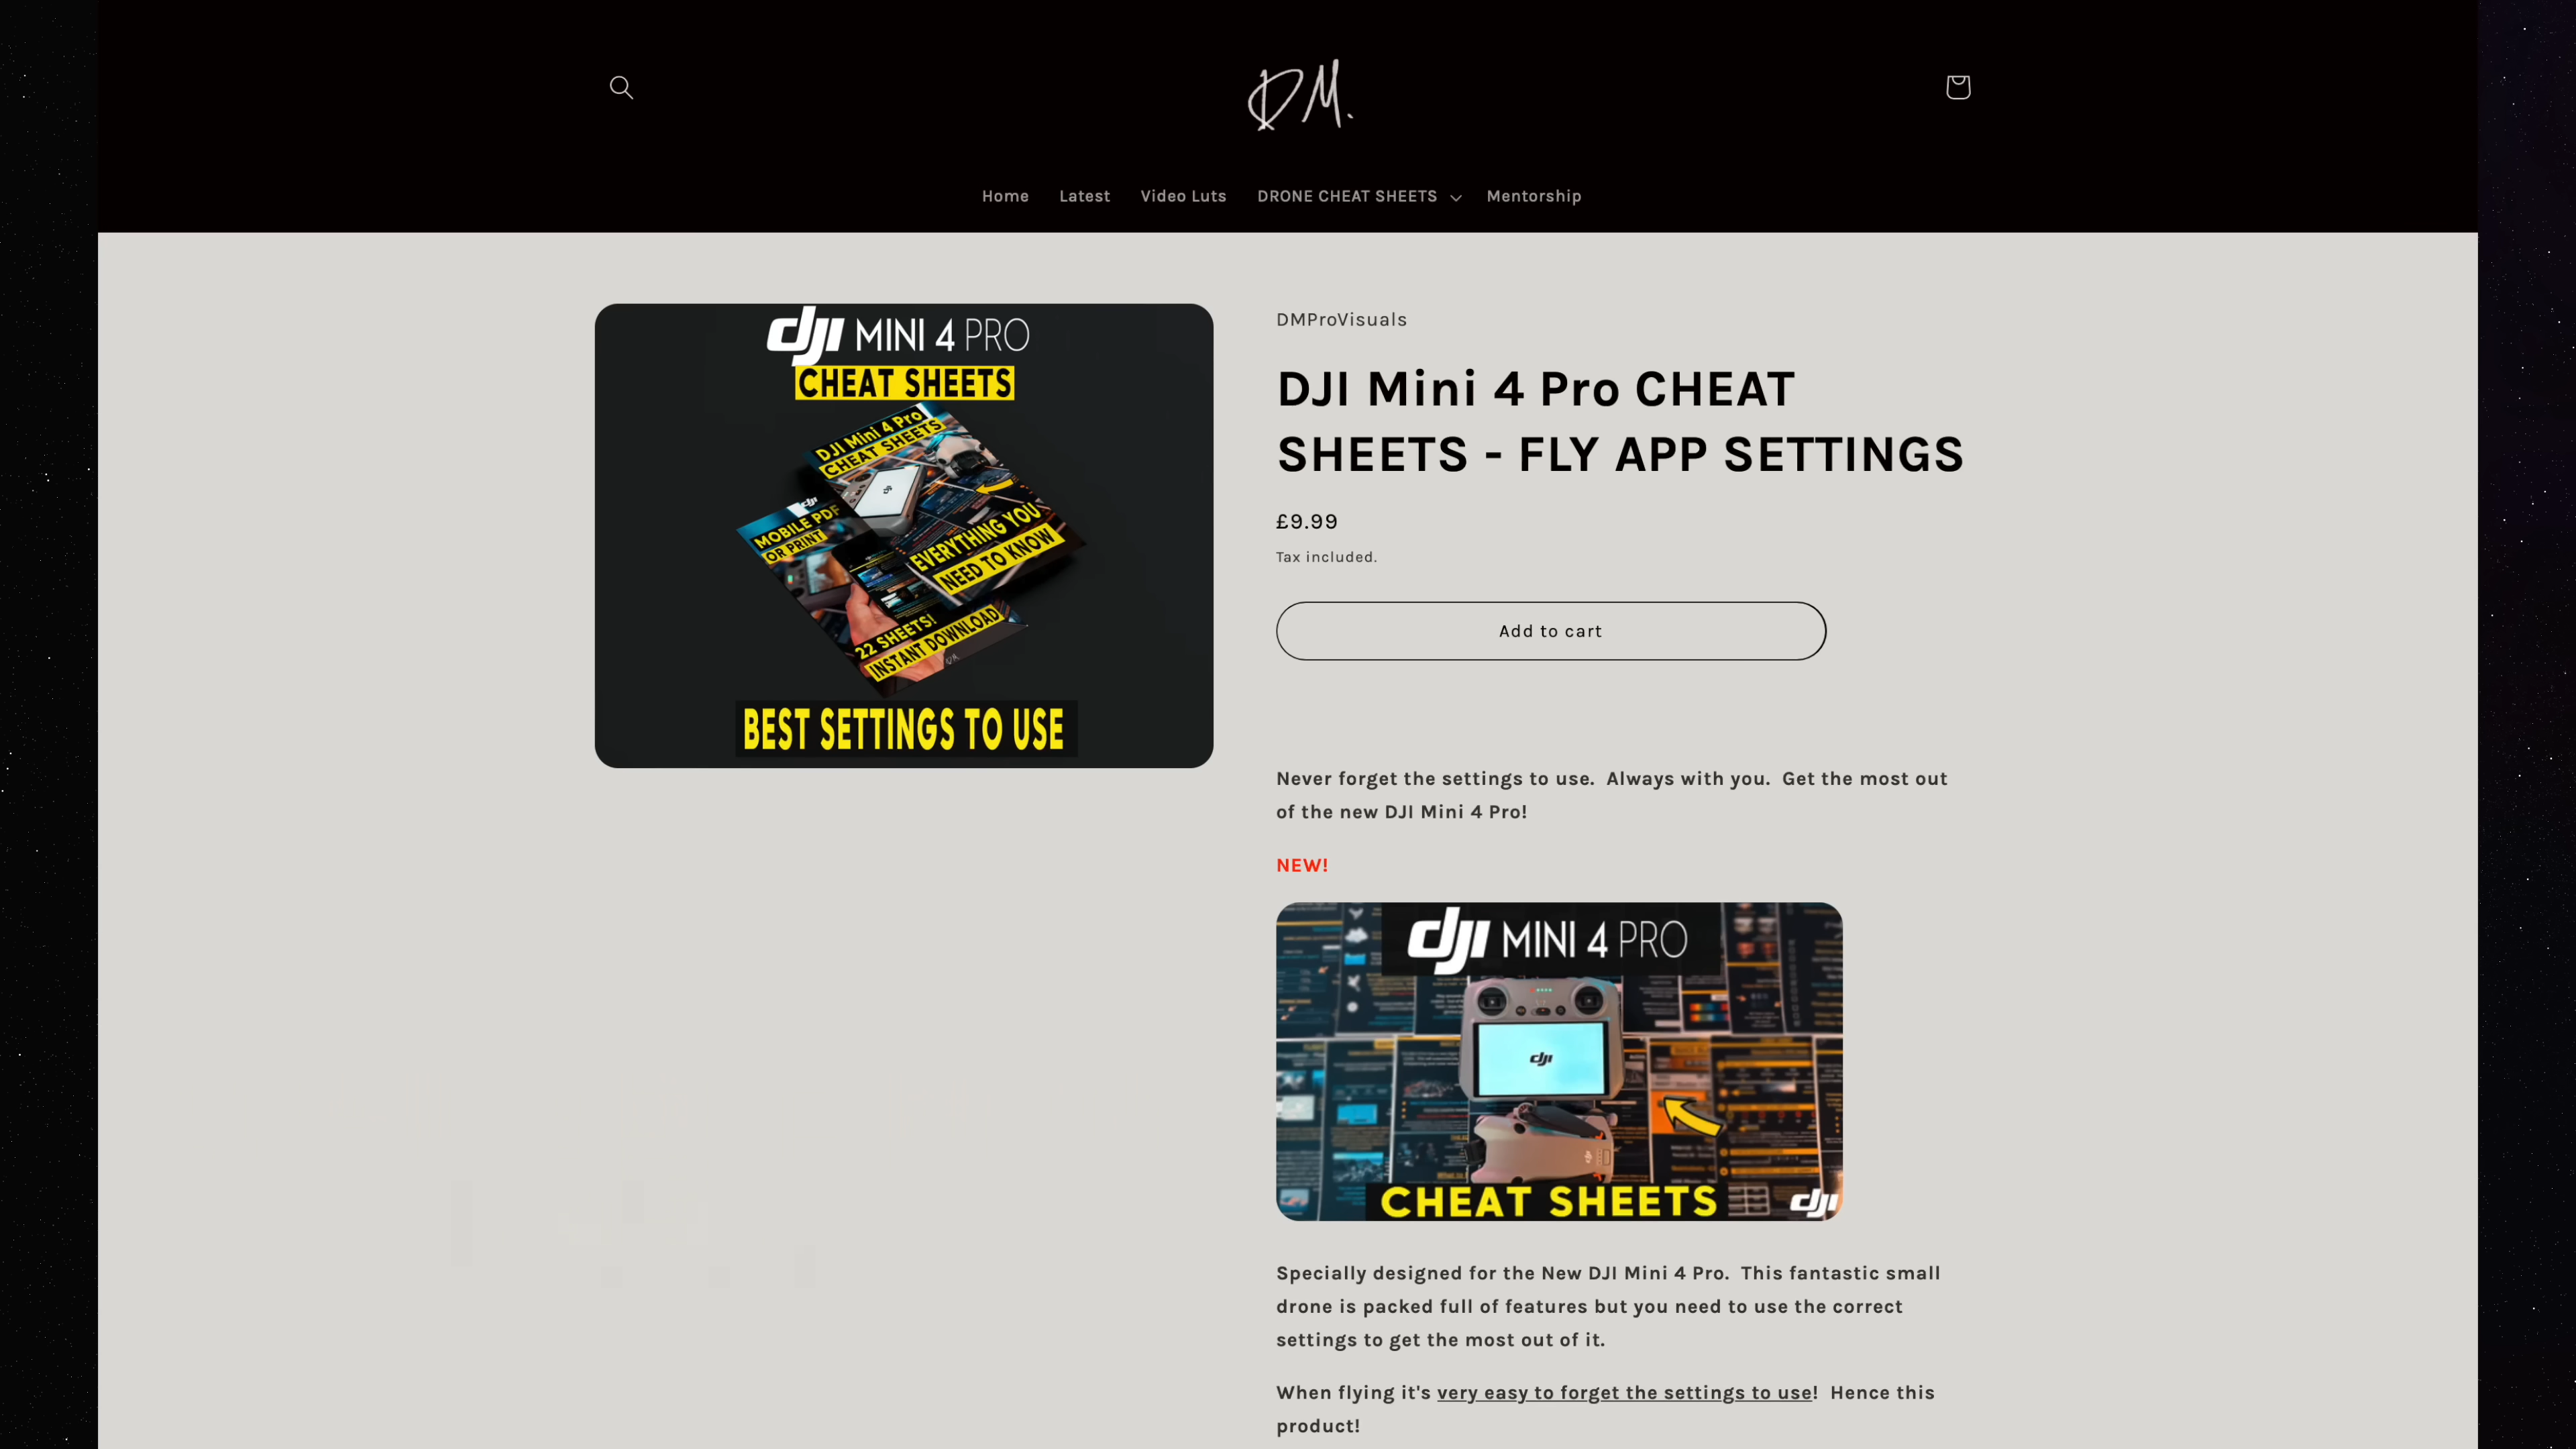 DM.
Home Latest Video Luts DRONE CHEAT SHEETS Mentorship
dji MINI 4 PRO
CHEAT SHEETS
DJI Mini 4 Pro
CHEAT SHEETS
dji
MOBILE PDF
OR PRINT
EVERYTHING YOU
NEED TO KNOW
22 SHEETS!
INSTANT DOWNLOAD
DM.
BEST SETTINGS TO USE
DMProVisuals
DJI Mini 4 Pro CHEAT
SHEETS - FLY APP SETTINGS
£9.99
Tax included.
Add to cart
Never forget the settings to use. Always with you. Get the most out
of the new DJI Mini 4 Pro!
NEW!
dji MINI 4 PRO
dji
CHEAT SHEETS
dji
Specially designed for the New DJI Mini 4 Pro. This fantastic small
drone is packed full of features but you need to use the correct
settings to get the most out of it.
When flying it's very easy to forget the settings to use! Hence this
product!